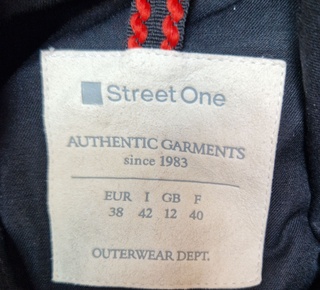 Street One
AUTHENTIC GARMENTS
since 1983
EUR I GB F
38 42 12 40
OUTERWEAR DEPT.